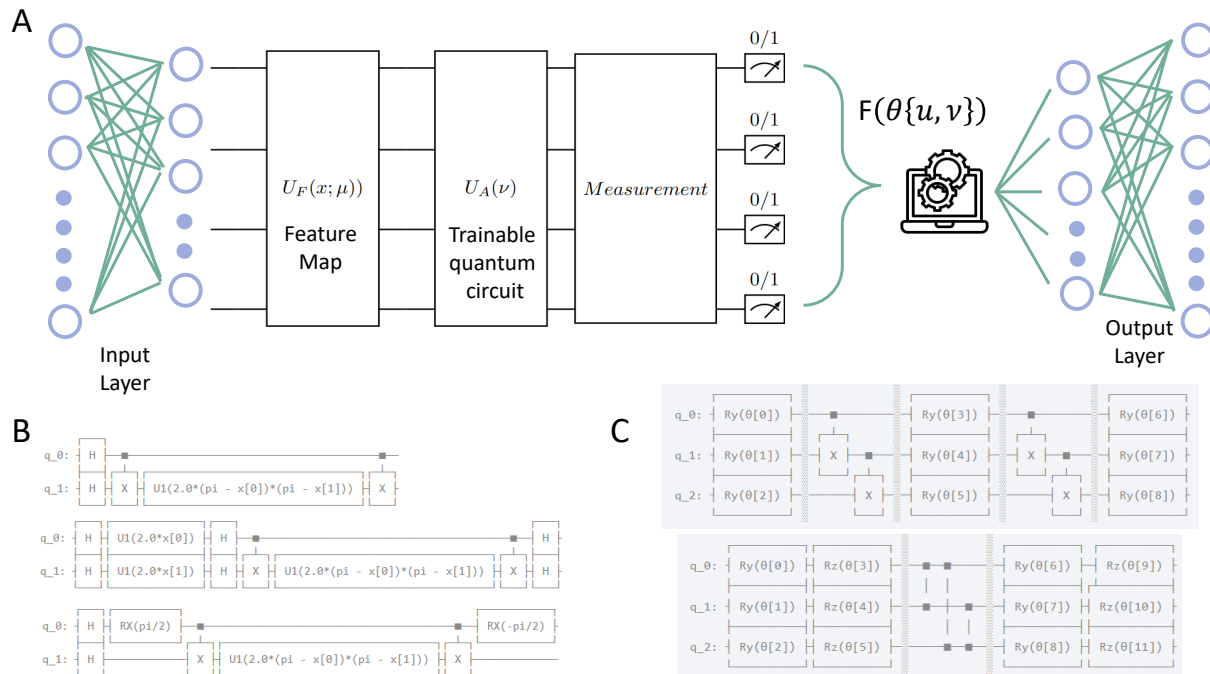 A
0/1
0/1
0/1
0/1
F(θ{u, ν})
U_F(x; μ))
Feature
Map
U_A(ν)
Trainable
quantum
circuit
Measurement
Input
Layer
Output
Layer
B
q_0: H
q_1: H X U1(2.0*(pi - x[0])*(pi - x[1])) X
q_0: H U1(2.0*x[0]) H H
q_1: H U1(2.0*x[1]) H X U1(2.0*(pi - x[0])*(pi - x[1])) X H
q_0: H RX(pi/2) RX(-pi/2)
q_1: H X U1(2.0*(pi - x[0])*(pi - x[1])) X
C
q_0: Ry(θ[0]) Ry(θ[3]) Ry(θ[6])
q_1: Ry(θ[1]) X Ry(θ[4]) X Ry(θ[7])
q_2: Ry(θ[2]) X Ry(θ[5]) X Ry(θ[8])
q_0: Ry(θ[0]) Rz(θ[3]) Ry(θ[6]) Rz(θ[9])
q_1: Ry(θ[1]) Rz(θ[4]) Ry(θ[7]) Rz(θ[10])
q_2: Ry(θ[2]) Rz(θ[5]) Ry(θ[8]) Rz(θ[11])